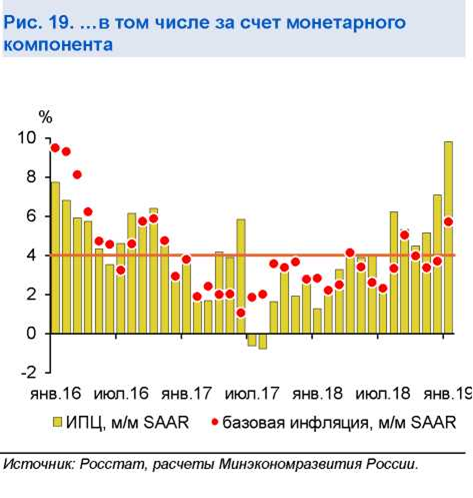 Рис. 19. …в том числе за счет монетарного
компонента
%
10
8
6
4
2
0
-2
янв.16 июл.16 янв.17 июл.17 янв.18 июл.18 янв.19
ИПЦ, м/м SAAR базовая инфляция, м/м SAAR
Источник: Росстат, расчеты Минэкономразвития России.